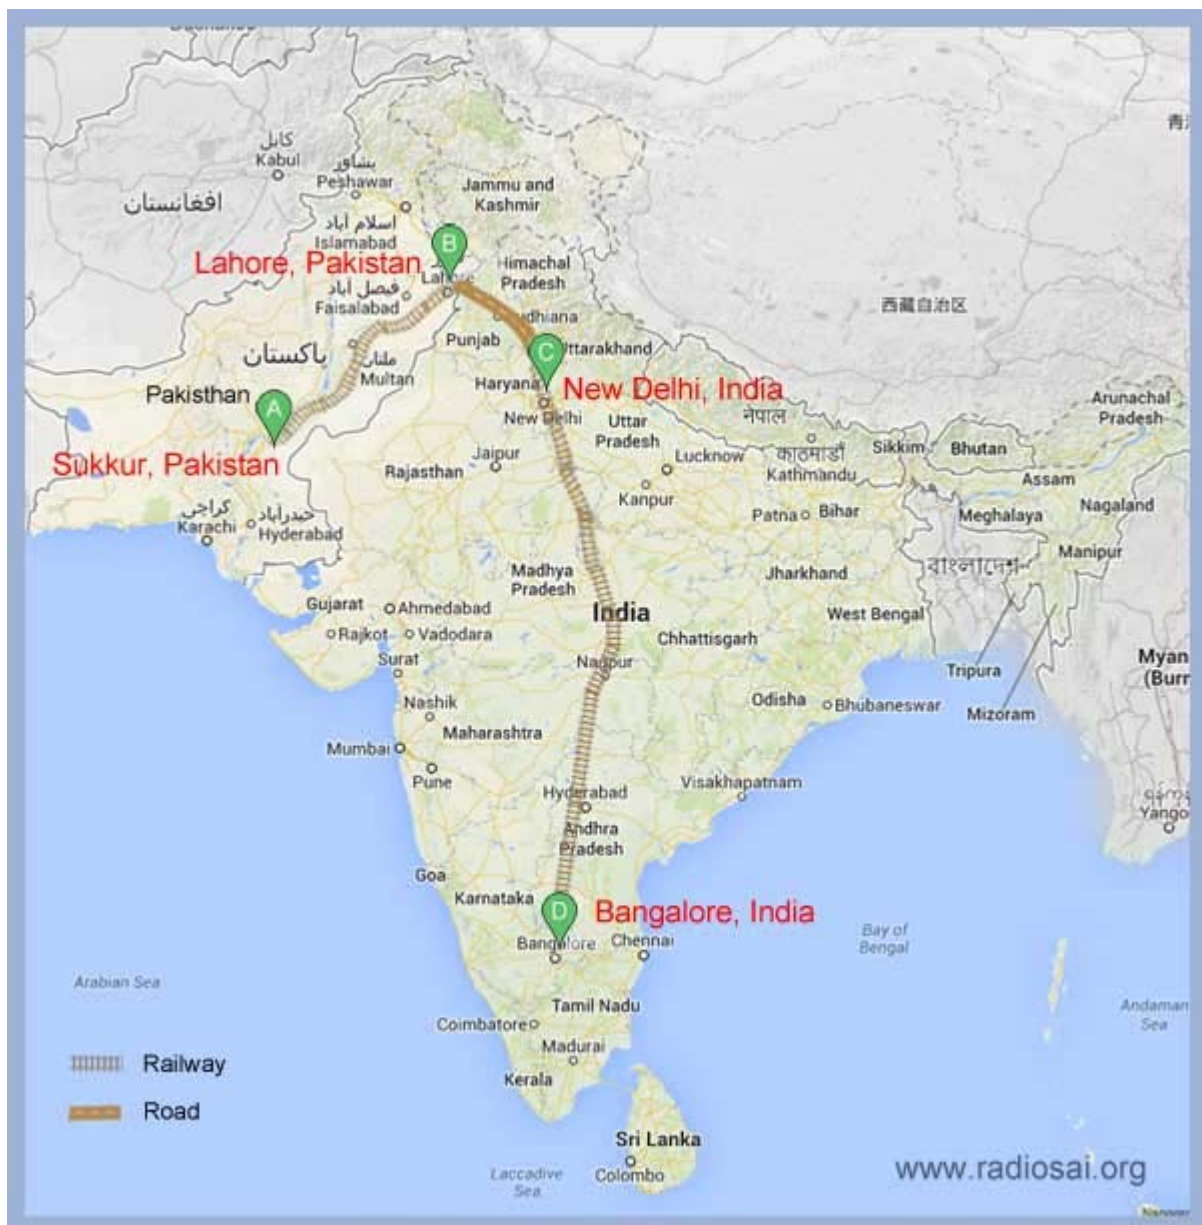 青
کابل
Kabul
پشاور
Peshawar
افغانستان
Jammu and
Kashmir
اسلام آباد
Islamabad
B
Lahore, Pakistan
Himachal
Pradesh
فیصل آباد
Faisalabad
西藏自治区
Punjab
پاکستان
ملتان
Multan
C
Uttarakhand
Haryana
New Delhi, India
Pakisthan
A
New Delhi
नेपाल
Arunachal
Pradesh
Uttar
Pradesh
Sukkur, Pakistan
Jaipur
Rajasthan
Lucknow
काठमाडौं
Kathmandu
Sikkim
Bhutan
Assam
Kanpur
کراچی
Karachi
حیدرآباد
Hyderabad
Patna
Bihar
Meghalaya
Nagaland
Manipur
বাংলাদেশ
Madhya
Pradesh
Jharkhand
Gujarat
Ahmedabad
India
West Bengal
Rajkot
Vadodara
Chhattisgarh
Surat
Nagpur
Tripura
Myan
(Burr
Nashik
Odisha
Bhubaneswar
Mizoram
Maharashtra
Mumbai
Pune
Hyderabad
Visakhapatnam
Yango
Andhra
Pradesh
Goa
Karnataka
D
Bangalore, India
Bangalore
Chennai
Bay of
Bengal
Arabian Sea
Tamil Nadu
Andaman
Sea
Coimbatore
Madurai
Railway
Kerala
Road
Sri Lanka
Colombo
Laccadive
Sea
www.radiosai.org